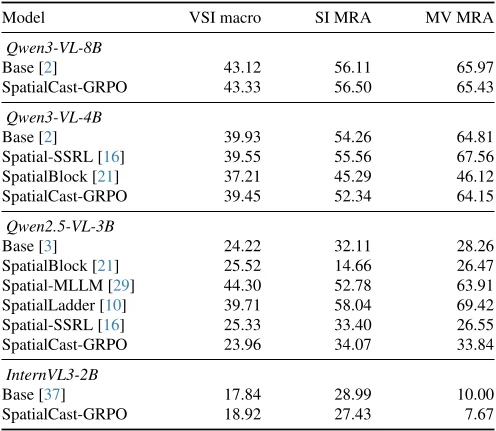 Model VSI macro SI MRA MV MRA
Qwen3-VL-8B
Base [2] 43.12 56.11 65.97
SpatialCast-GRPO 43.33 56.50 65.43
Qwen3-VL-4B
Base [2] 39.93 54.26 64.81
Spatial-SSRL [16] 39.55 55.56 67.56
SpatialBlock [21] 37.21 45.29 46.12
SpatialCast-GRPO 39.45 52.34 64.15
Qwen2.5-VL-3B
Base [3] 24.22 32.11 28.26
SpatialBlock [21] 25.52 14.66 26.47
Spatial-MLLM [29] 44.30 52.78 63.91
SpatialLadder [10] 39.71 58.04 69.42
Spatial-SSRL [16] 25.33 33.40 26.55
SpatialCast-GRPO 23.96 34.07 33.84
InternVL3-2B
Base [37] 17.84 28.99 10.00
SpatialCast-GRPO 18.92 27.43 7.67